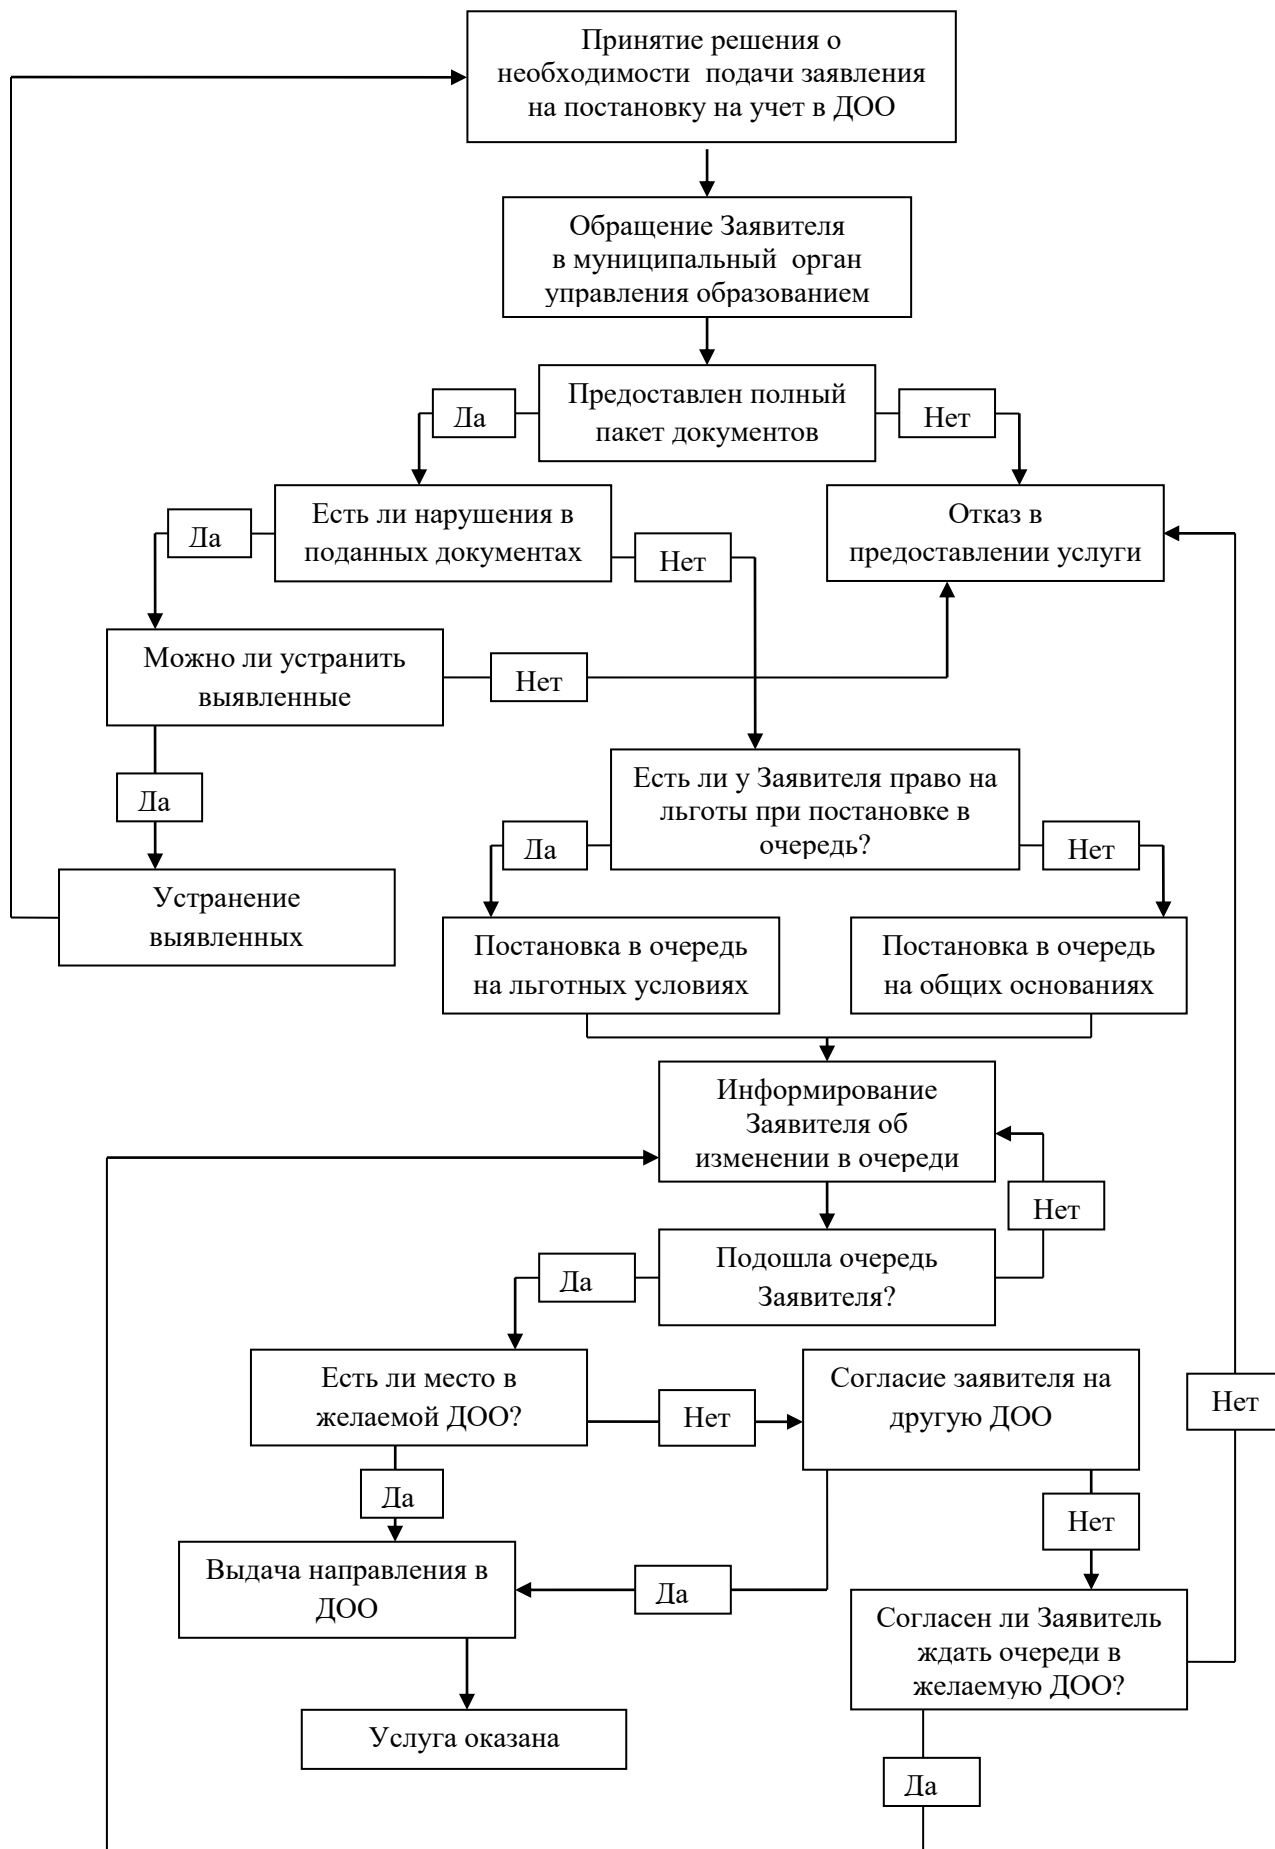 Принятие решения о
необходимости подачи заявления
на постановку на учет в ДОО
Обращение Заявителя
в муниципальный орган
управления образованием
Предоставлен полный
пакет документов
Да
Нет
Есть ли нарушения в
поданных документах
Отказ в
предоставлении услуги
Да
Нет
Можно ли устранить
выявленные
Нет
Да
Есть ли у Заявителя право на
льготы при постановке в
очередь?
Да
Нет
Устранение
выявленных
Постановка в очередь
на льготных условиях
Постановка в очередь
на общих основаниях
Информирование
Заявителя об
изменении в очереди
Нет
Подошла очередь
Заявителя?
Да
Есть ли место в
желаемой ДОО?
Нет
Согласие заявителя на
другую ДОО
Нет
Да
Нет
Выдача направления в
ДОО
Да
Согласен ли Заявитель
ждать очереди в
желаемую ДОО?
Услуга оказана
Да